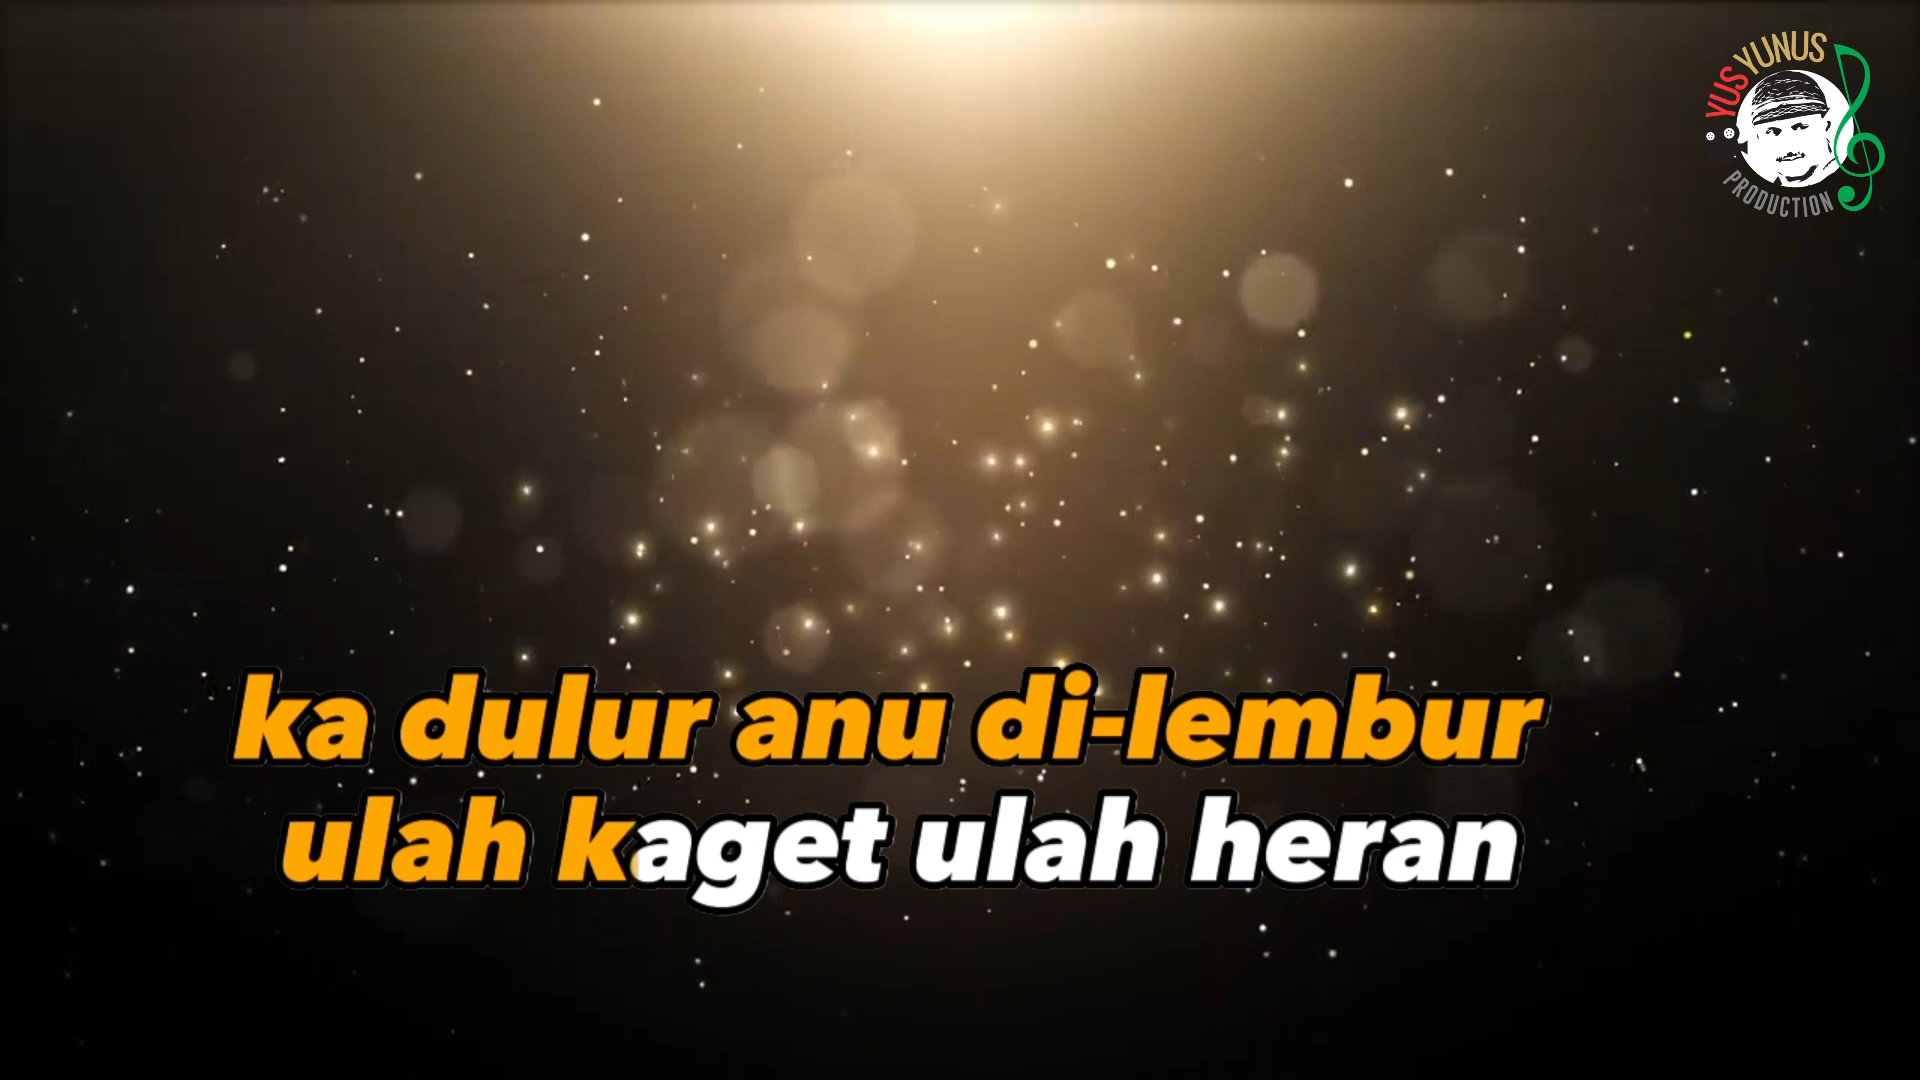 YUS YUNUS
PRODUCTION
ka dulur anu di-lembur
ulah kaget ulah heran